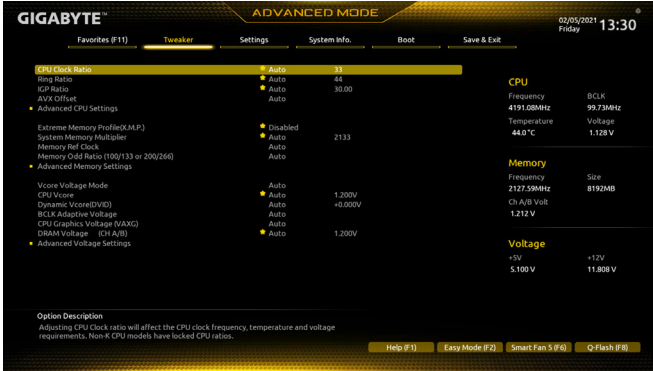 GIGABYTE™
ADVANCED MODE
02/05/2021 Friday 13:30
Favorites (F11) Tweaker Settings System Info. Boot Save & Exit
CPU Clock Ratio Auto 33
Ring Ratio Auto 44
IGP Ratio Auto 30.00
AVX Offset Auto
Advanced CPU Settings
Extreme Memory Profile(X.M.P.) Disabled
System Memory Multiplier Auto 2133
Memory Ref Clock Auto
Memory Odd Ratio (100/133 or 200/266) Auto
Advanced Memory Settings
Vcore Voltage Mode Auto
CPU Vcore Auto 1.200V
Dynamic Vcore(DVID) Auto +0.000V
BCLK Adaptive Voltage Auto
CPU Graphics Voltage (VAXG) Auto
DRAM Voltage (CH A/B) Auto 1.200V
Advanced Voltage Settings
CPU
Frequency BCLK
4191.08MHz 99.73MHz
Temperature Voltage
44.0 °C 1.128 V
Memory
Frequency Size
2127.59MHz 8192MB
Ch A/B Volt
1.212 V
Voltage
+5V +12V
5.100 V 11.808 V
Option Description
Adjusting CPU Clock ratio will affect the CPU clock frequency, temperature and voltage
requirements. Non-K CPU models have locked CPU ratios.
Help (F1) Easy Mode (F2) Smart Fan 5 (F6) Q-Flash (F8)